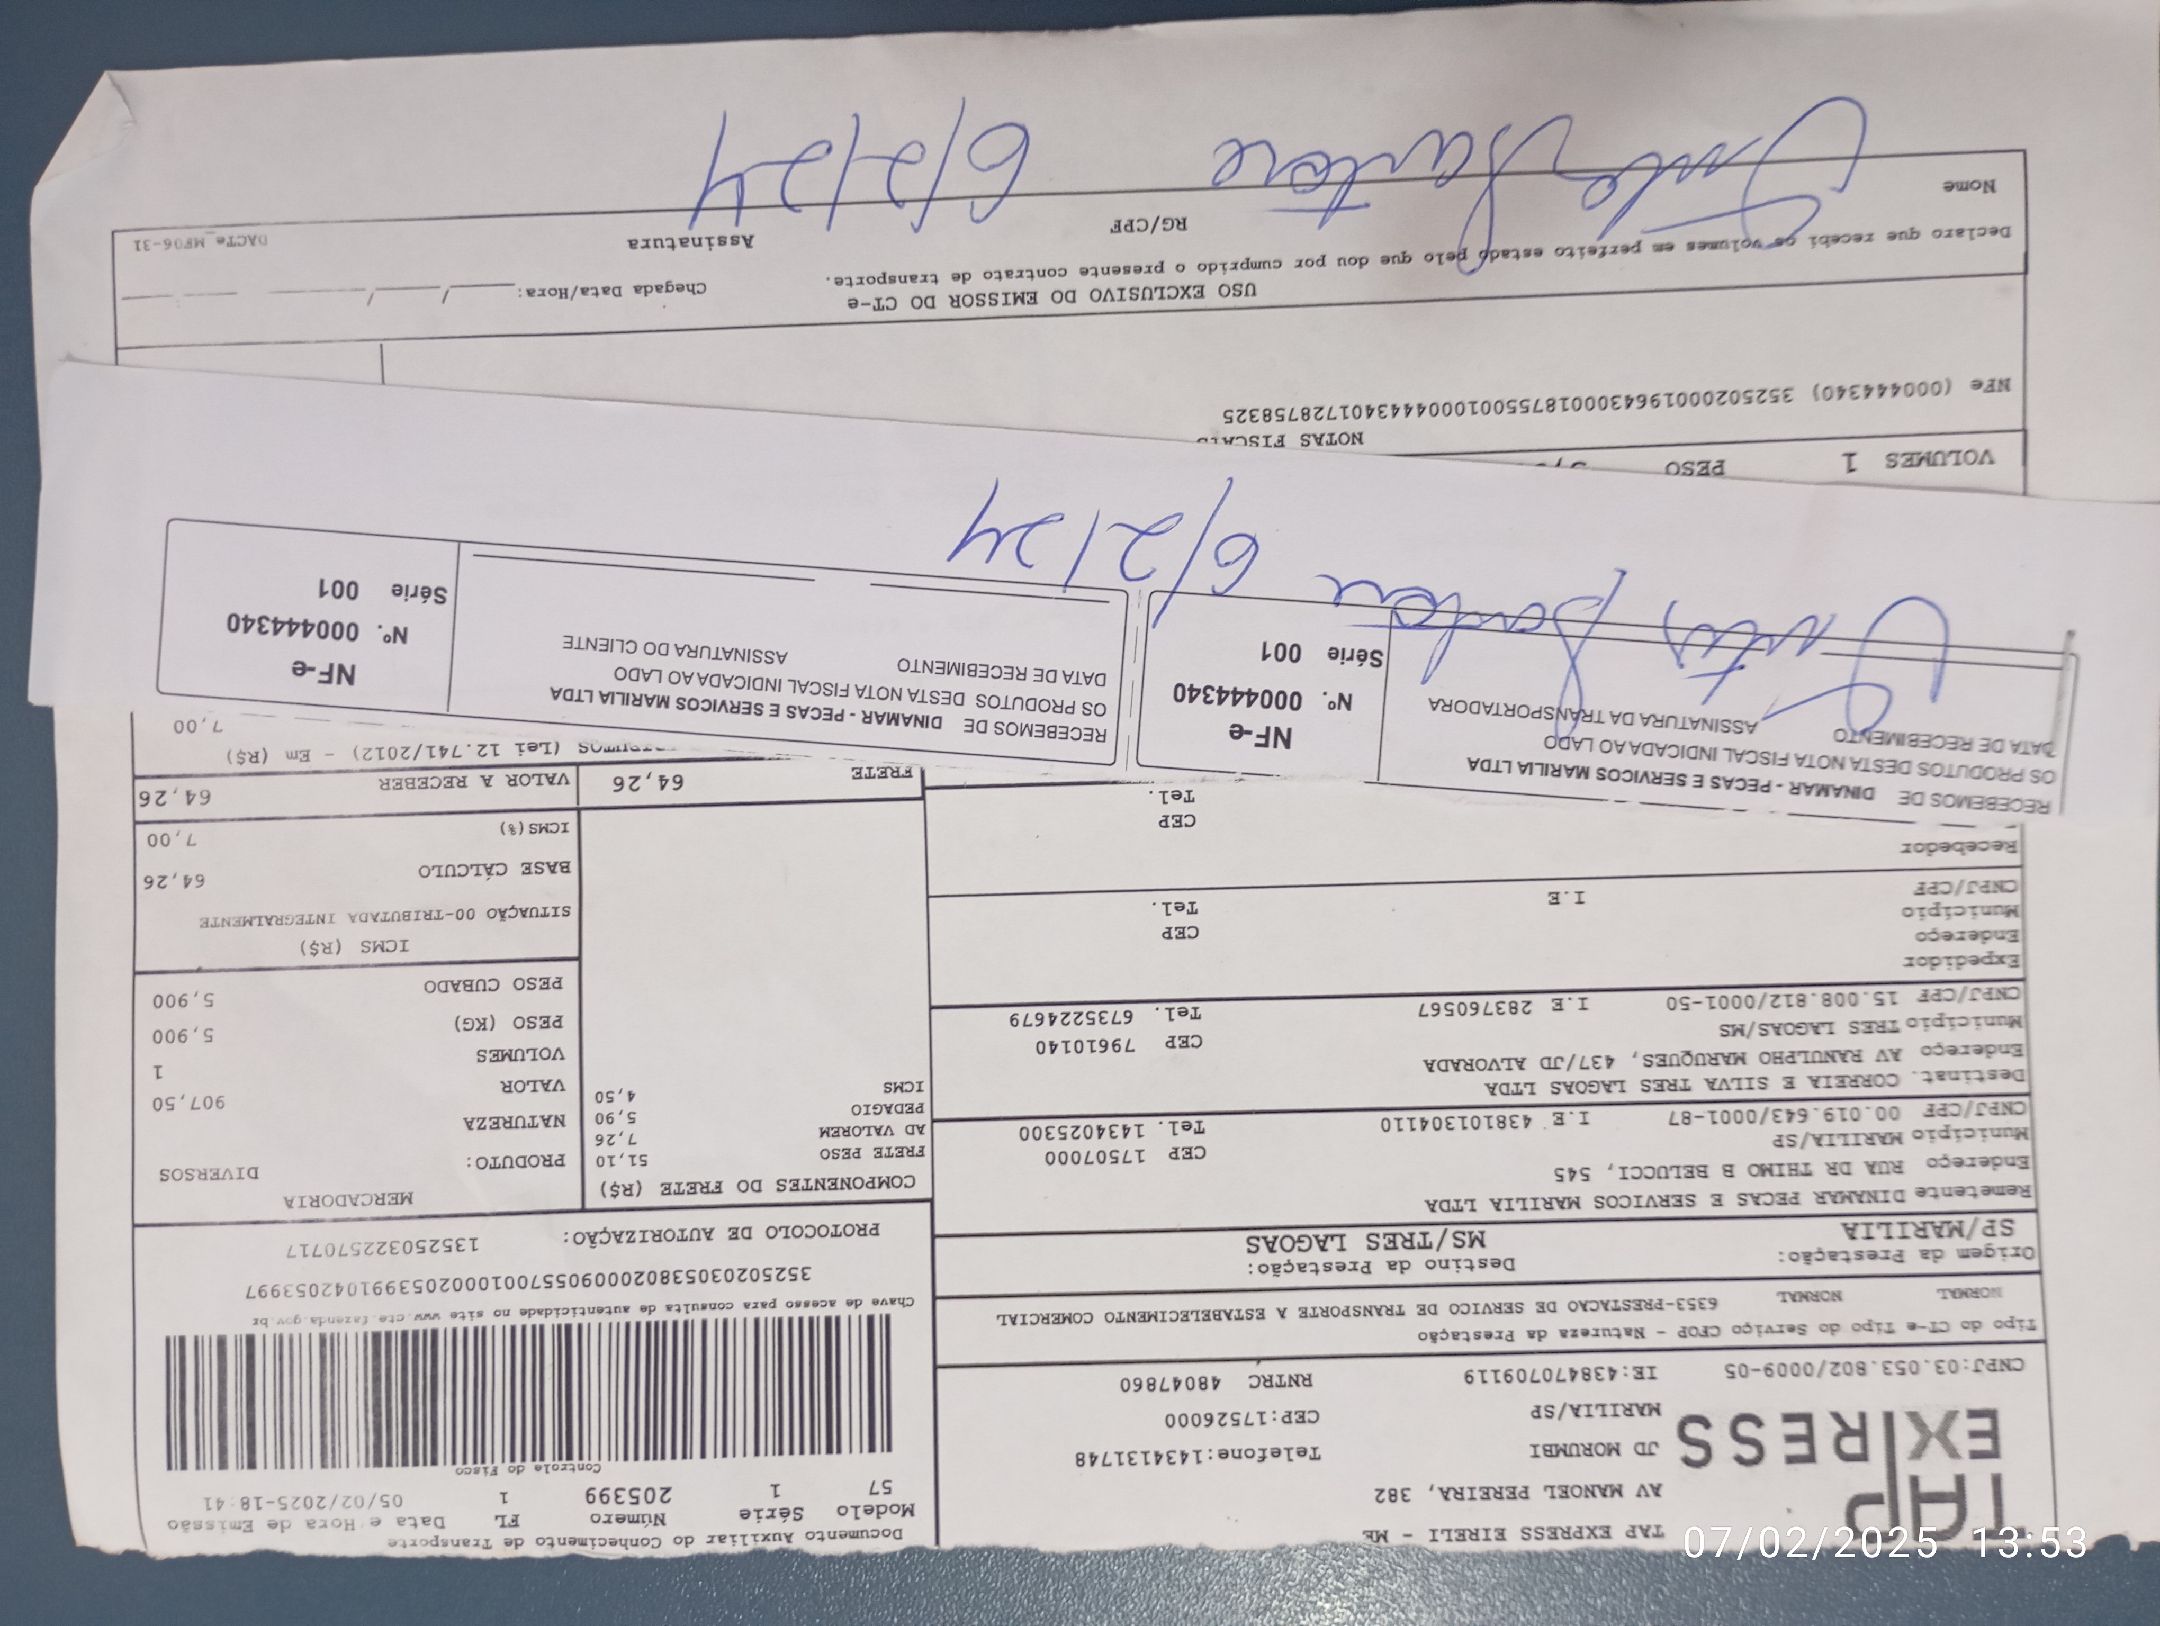 TAP
EXPRESS
TAP EXPRESS EIRELI - ME
AV MANOEL PEREIRA, 382
JD MORUMBI
Telefone:1434131748
MARILIA/SP
CEP:17526000
CNPJ:03.053.802/0009-05 IE:438470709119 RNTRC 48047860
Tipo do CT-e Tipo do Serviço CFOP - Natureza da Prestação
NORMAL NORMAL 6353-PRESTACAO DE SERVICO DE TRANSPORTE A ESTABELECIMENTO COMERCIAL
Origem da Prestação: Destino da Prestação:
SP/MARILIA MS/TRES LAGOAS
Remetente DINAMAR PECAS E SERVICOS MARILIA LTDA
Endereço RUA DR THIMO B BELUCCI, 545
Município MARILIA/SP CEP 17507000
CNPJ/CPF 00.019.643/0001-87 I.E 438101304110 Tel. 1434025300
Destinat. CORREIA E SILVA TRES LAGOAS LTDA
Endereço AV RANULPHO MARQUES, 437/JD ALVORADA
Município TRES LAGOAS/MS CEP 79610140
CNPJ/CPF 15.008.812/0001-50 I.E 283760567 Tel. 6735224679
Expedidor
Endereço
Município CEP
CNPJ/CPF I.E Tel.
Recebedor
CEP
Tel.
Documento Auxiliar do Conhecimento de Transporte
Modelo Série Número FL Data e Hora de Emissão
57 1 205399 1 05/02/2025-18:41
Controle do Fisco
Chave de acesso para consulta de autenticidade no site www.cte.fazenda.gov.br
35250203053802000905570010002053991042053997
PROTOCOLO DE AUTORIZAÇÃO: 135250322570717
COMPONENTES DO FRETE (R$)
FRETE PESO 51,10
AD VALOREM 7,26
PEDAGIO 5,90
ICMS 4,50
FRETE 64,26
MERCADORIA
PRODUTO: DIVERSOS
NATUREZA
VALOR 907,50
VOLUMES 1
PESO (KG) 5,900
PESO CUBADO 5,900
ICMS (R$)
SITUAÇÃO 00-TRIBUTADA INTEGRALMENTE
BASE CÁLCULO 64,26
ICMS(%) 7,00
VALOR A RECEBER 64,26
(Lei 12.741/2012) - Em (R$)
7,00
RECEBEMOS DE DINAMAR - PECAS E SERVICOS MARILIA LTDA
OS PRODUTOS DESTA NOTA FISCAL INDICADA AO LADO
DATA DE RECEBIMENTO ASSINATURA DA TRANSPORTADORA
NF-e
Nº. 000444340
Série 001
RECEBEMOS DE DINAMAR - PECAS E SERVICOS MARILIA LTDA
OS PRODUTOS DESTA NOTA FISCAL INDICADA AO LADO
DATA DE RECEBIMENTO ASSINATURA DO CLIENTE
NF-e
Nº. 000444340
Série 001
6/2/24
VOLUMES 1 PESO
NOTAS FISCAIS
NFe (000444340) 35250200019643000187550010004443401728758325
USO EXCLUSIVO DO EMISSOR DO CT-e
Chegada Data/Hora:
Declaro que recebi os volumes em perfeito estado pelo que dou por cumprido o presente contrato de transporte.
Nome RG/CPF Assinatura
DACTe_MF06-31
6/2/24
07/02/2025 13:53